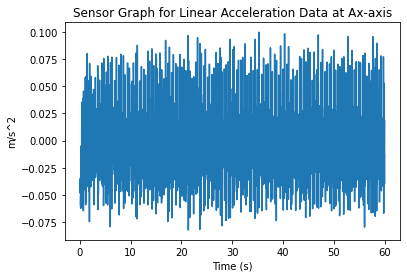 Sensor Graph for Linear Acceleration Data at Ax-axis
0.100
0.075
0.050
0.025
0.000
−0.025
−0.050
−0.075
m/s^2
0 10 20 30 40 50 60
Time (s)